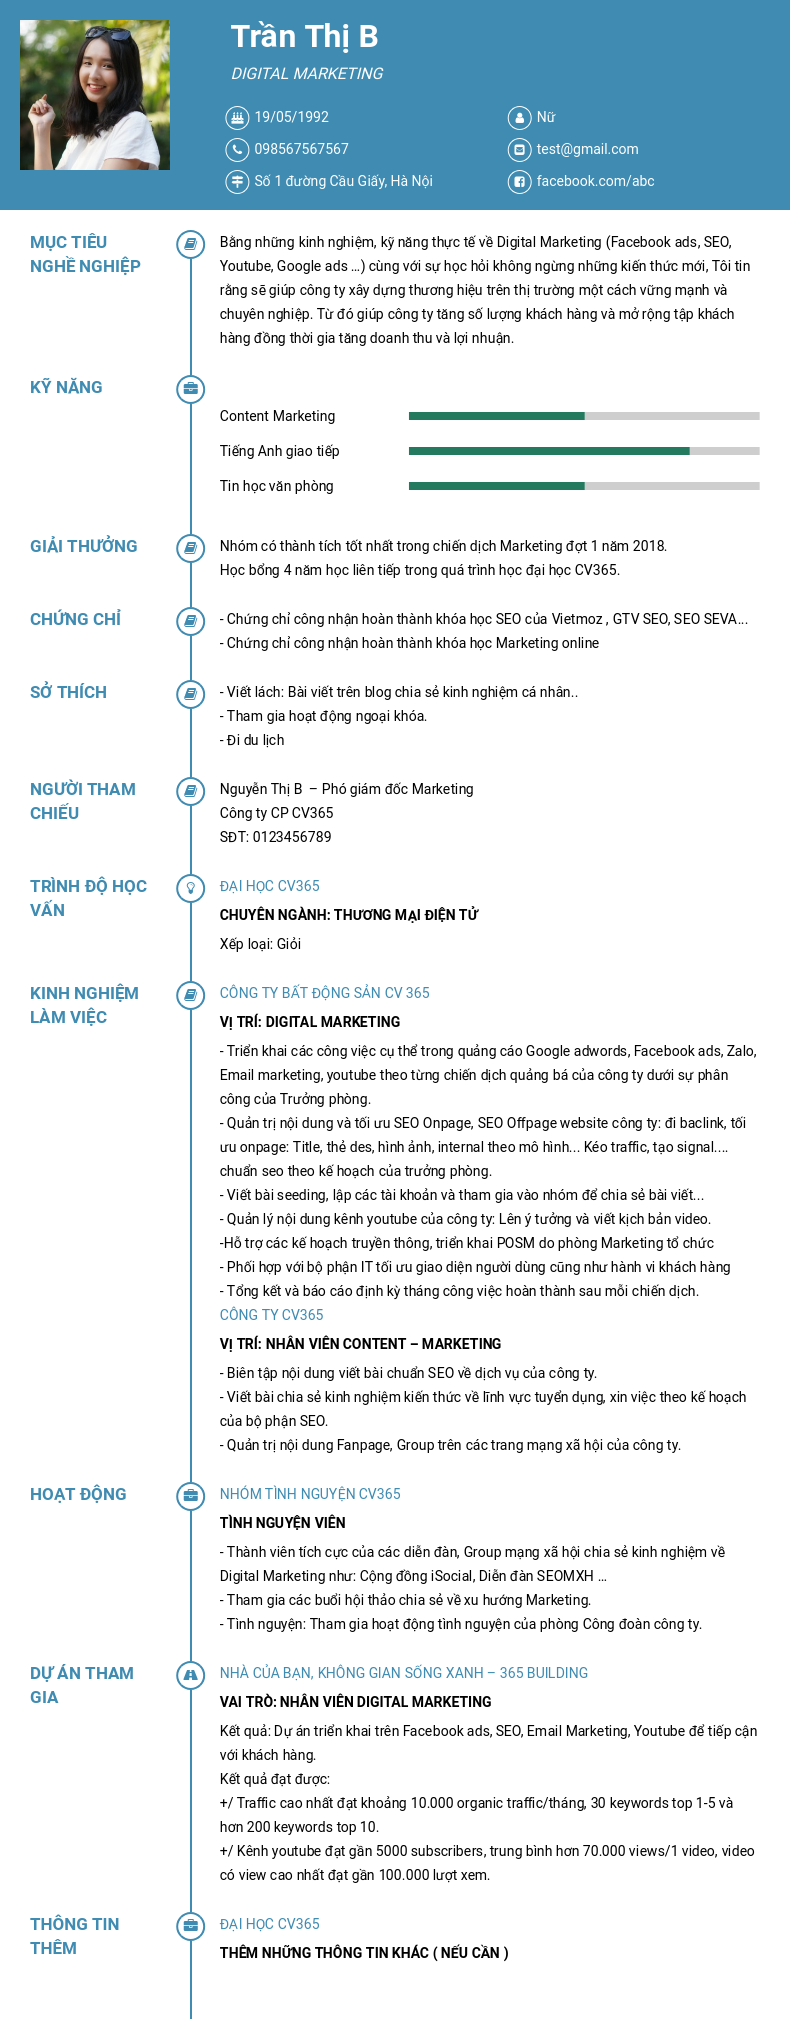 Trần Thị B
DIGITAL MARKETING
19/05/1992
Nữ
098567567567
test@gmail.com
Số 1 đường Cầu Giấy, Hà Nội
facebook.com/abc
MỤC TIÊU
NGHỀ NGHIỆP
Bằng những kinh nghiệm, kỹ năng thực tế về Digital Marketing (Facebook ads, SEO,
Youtube, Google ads ...) cùng với sự học hỏi không ngừng những kiến thức mới, Tôi tin
rằng sẽ giúp công ty xây dựng thương hiệu trên thị trường một cách vững mạnh và
chuyên nghiệp. Từ đó giúp công ty tăng số lượng khách hàng và mở rộng tập khách
hàng đồng thời gia tăng doanh thu và lợi nhuận.
KỸ NĂNG
Content Marketing
Tiếng Anh giao tiếp
Tin học văn phòng
GIẢI THƯỞNG
Nhóm có thành tích tốt nhất trong chiến dịch Marketing đợt 1 năm 2018.
Học bổng 4 năm học liên tiếp trong quá trình học đại học CV365.
CHỨNG CHỈ
- Chứng chỉ công nhận hoàn thành khóa học SEO của Vietmoz , GTV SEO, SEO SEVA...
- Chứng chỉ công nhận hoàn thành khóa học Marketing online
SỞ THÍCH
- Viết lách: Bài viết trên blog chia sẻ kinh nghiệm cá nhân..
- Tham gia hoạt động ngoại khóa.
- Đi du lịch
NGƯỜI THAM
CHIẾU
Nguyễn Thị B – Phó giám đốc Marketing
Công ty CP CV365
SĐT: 0123456789
TRÌNH ĐỘ HỌC
VẤN
ĐẠI HỌC CV365
CHUYÊN NGÀNH: THƯƠNG MẠI ĐIỆN TỬ
Xếp loại: Giỏi
KINH NGHIỆM
LÀM VIỆC
CÔNG TY BẤT ĐỘNG SẢN CV 365
VỊ TRÍ: DIGITAL MARKETING
- Triển khai các công việc cụ thể trong quảng cáo Google adwords, Facebook ads, Zalo,
Email marketing, youtube theo từng chiến dịch quảng bá của công ty dưới sự phân
công của Trưởng phòng.
- Quản trị nội dung và tối ưu SEO Onpage, SEO Offpage website công ty: đi baclink, tối
ưu onpage: Title, thẻ des, hình ảnh, internal theo mô hình... Kéo traffic, tạo signal....
chuẩn seo theo kế hoạch của trưởng phòng.
- Viết bài seeding, lập các tài khoản và tham gia vào nhóm để chia sẻ bài viết...
- Quản lý nội dung kênh youtube của công ty: Lên ý tưởng và viết kịch bản video.
-Hỗ trợ các kế hoạch truyền thông, triển khai POSM do phòng Marketing tổ chức
- Phối hợp với bộ phận IT tối ưu giao diện người dùng cũng như hành vi khách hàng
- Tổng kết và báo cáo định kỳ tháng công việc hoàn thành sau mỗi chiến dịch.
CÔNG TY CV365
VỊ TRÍ: NHÂN VIÊN CONTENT – MARKETING
- Biên tập nội dung viết bài chuẩn SEO về dịch vụ của công ty.
- Viết bài chia sẻ kinh nghiệm kiến thức về lĩnh vực tuyển dụng, xin việc theo kế hoạch
của bộ phận SEO.
- Quản trị nội dung Fanpage, Group trên các trang mạng xã hội của công ty.
HOẠT ĐỘNG
NHÓM TÌNH NGUYỆN CV365
TÌNH NGUYỆN VIÊN
- Thành viên tích cực của các diễn đàn, Group mạng xã hội chia sẻ kinh nghiệm về
Digital Marketing như: Cộng đồng iSocial, Diễn đàn SEOMXH ...
- Tham gia các buổi hội thảo chia sẻ về xu hướng Marketing.
- Tình nguyện: Tham gia hoạt động tình nguyện của phòng Công đoàn công ty.
DỰ ÁN THAM
GIA
NHÀ CỦA BẠN, KHÔNG GIAN SỐNG XANH – 365 BUILDING
VAI TRÒ: NHÂN VIÊN DIGITAL MARKETING
Kết quả: Dự án triển khai trên Facebook ads, SEO, Email Marketing, Youtube để tiếp cận
với khách hàng.
Kết quả đạt được:
+/ Traffic cao nhất đạt khoảng 10.000 organic traffic/tháng, 30 keywords top 1-5 và
hơn 200 keywords top 10.
+/ Kênh youtube đạt gần 5000 subscribers, trung bình hơn 70.000 views/1 video, video
có view cao nhất đạt gần 100.000 lượt xem.
THÔNG TIN
THÊM
ĐẠI HỌC CV365
THÊM NHỮNG THÔNG TIN KHÁC ( NẾU CẦN )